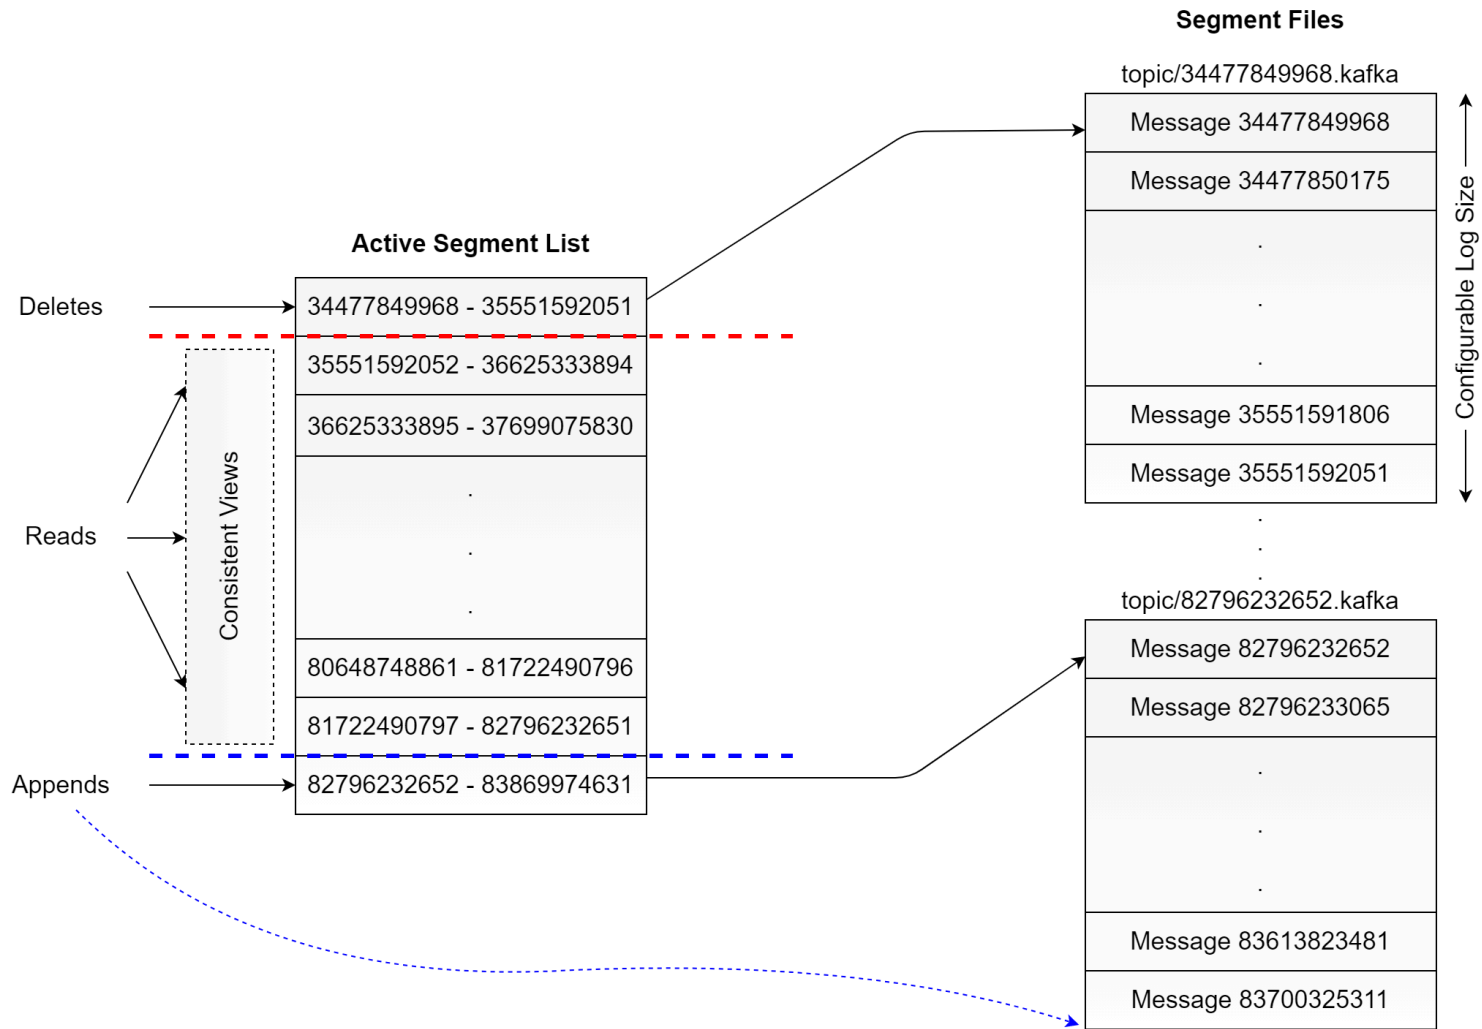 Segment Files
topic/34477849968.kafka
Message 34477849968
Message 34477850175
.
.
.
Message 35551591806
Message 35551592051
Configurable Log Size
.
.
.
topic/82796232652.kafka
Message 82796232652
Message 82796233065
.
.
.
Message 83613823481
Message 83700325311
Active Segment List
34477849968 - 35551592051
35551592052 - 36625333894
36625333895 - 37699075830
.
.
.
80648748861 - 81722490796
81722490797 - 82796232651
82796232652 - 83869974631
Deletes
Reads
Consistent Views
Appends